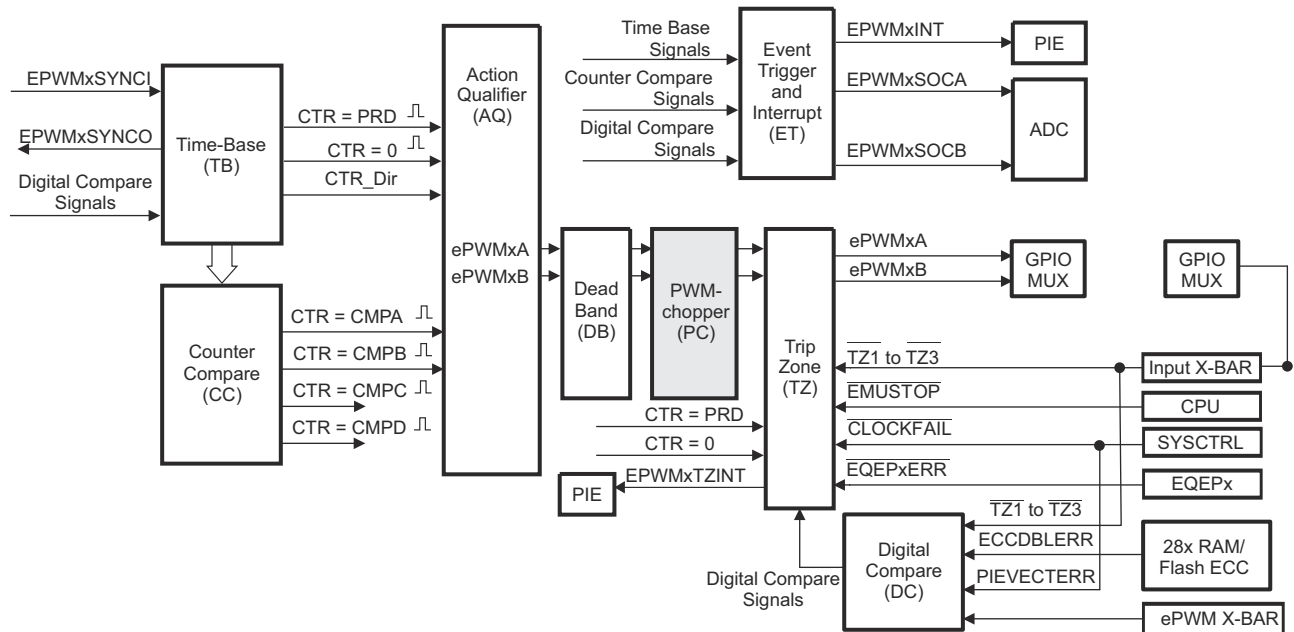 EPWMxSYNCI
EPWMxSYNCO
Digital Compare
Signals
Time-Base
(TB)
CTR = PRD
CTR = 0
CTR_Dir
Counter
Compare
(CC)
CTR = CMPA
CTR = CMPB
CTR = CMPC
CTR = CMPD
Action
Qualifier
(AQ)
ePWMxA
ePWMxB
Time Base
Signals
Counter Compare
Signals
Digital Compare
Signals
Event
Trigger
and
Interrupt
(ET)
EPWMxINT
EPWMxSOCA
EPWMxSOCB
PIE
ADC
Dead
Band
(DB)
PWM-
chopper
(PC)
Trip
Zone
(TZ)
ePWMxA
ePWMxB
GPIO
MUX
GPIO
MUX
TZ1 to TZ3
Input X-BAR
EMUSTOP
CPU
CLOCKFAIL
SYSCTRL
EQEPxERR
EQEPx
CTR = PRD
CTR = 0
EPWMxTZINT
PIE
Digital Compare
Signals
Digital
Compare
(DC)
TZ1 to TZ3
ECCDBLERR
28x RAM/
Flash ECC
PIEVECTERR
ePWM X-BAR